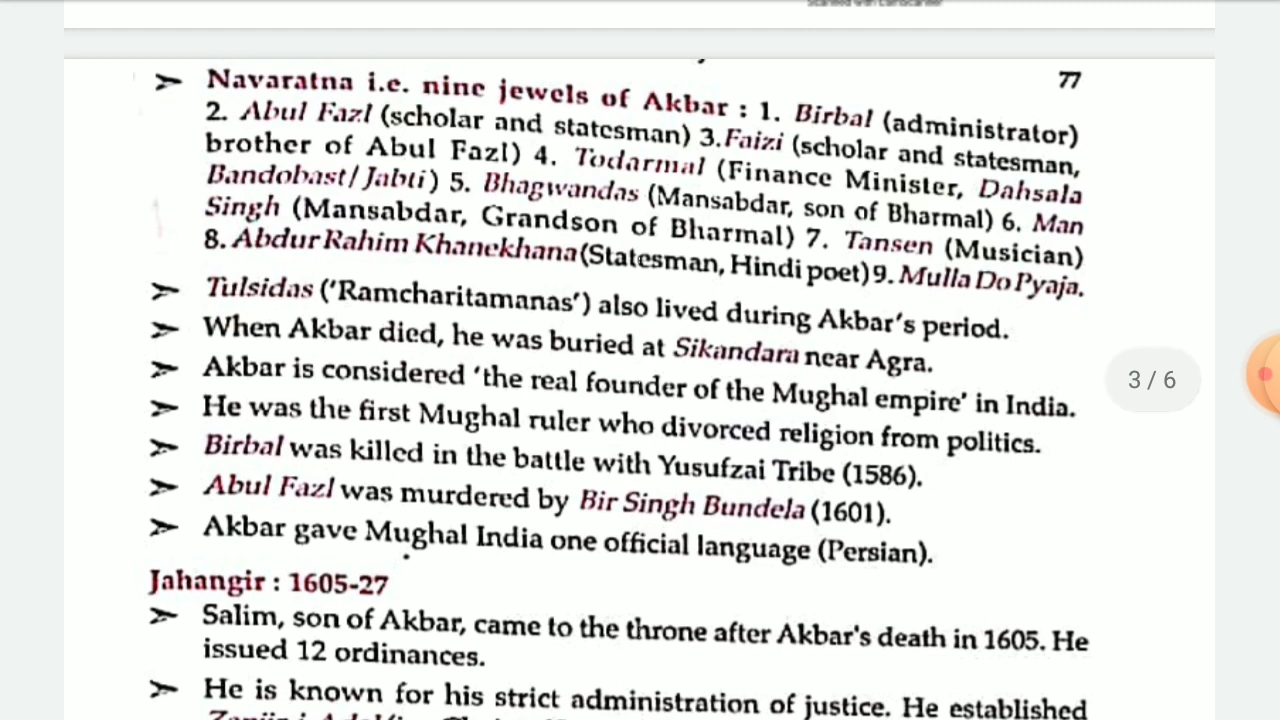 77
➢ Navaratna i.e. nine jewels of Akbar : 1. Birbal (administrator)
2. Abul Fazl (scholar and statesman) 3.Faizi (scholar and statesman,
brother of Abul Fazl) 4. Todarmal (Finance Minister, Dahsala
Bandobast/Jabti) 5. Bhagwandas (Mansabdar, son of Bharmal) 6. Man
Singh (Mansabdar, Grandson of Bharmal) 7. Tansen (Musician)
8. Abdur Rahim Khanekhana (Statesman, Hindi poet) 9. Mulla Do Pyaja.
➢ Tulsidas ('Ramcharitamanas') also lived during Akbar's period.
➢ When Akbar died, he was buried at Sikandara near Agra.
➢ Akbar is considered 'the real founder of the Mughal empire' in India.
➢ He was the first Mughal ruler who divorced religion from politics.
➢ Birbal was killed in the battle with Yusufzai Tribe (1586).
➢ Abul Fazl was murdered by Bir Singh Bundela (1601).
➢ Akbar gave Mughal India one official language (Persian).
Jahangir : 1605-27
➢ Salim, son of Akbar, came to the throne after Akbar's death in 1605. He
issued 12 ordinances.
➢ He is known for his strict administration of justice. He established
3 / 6